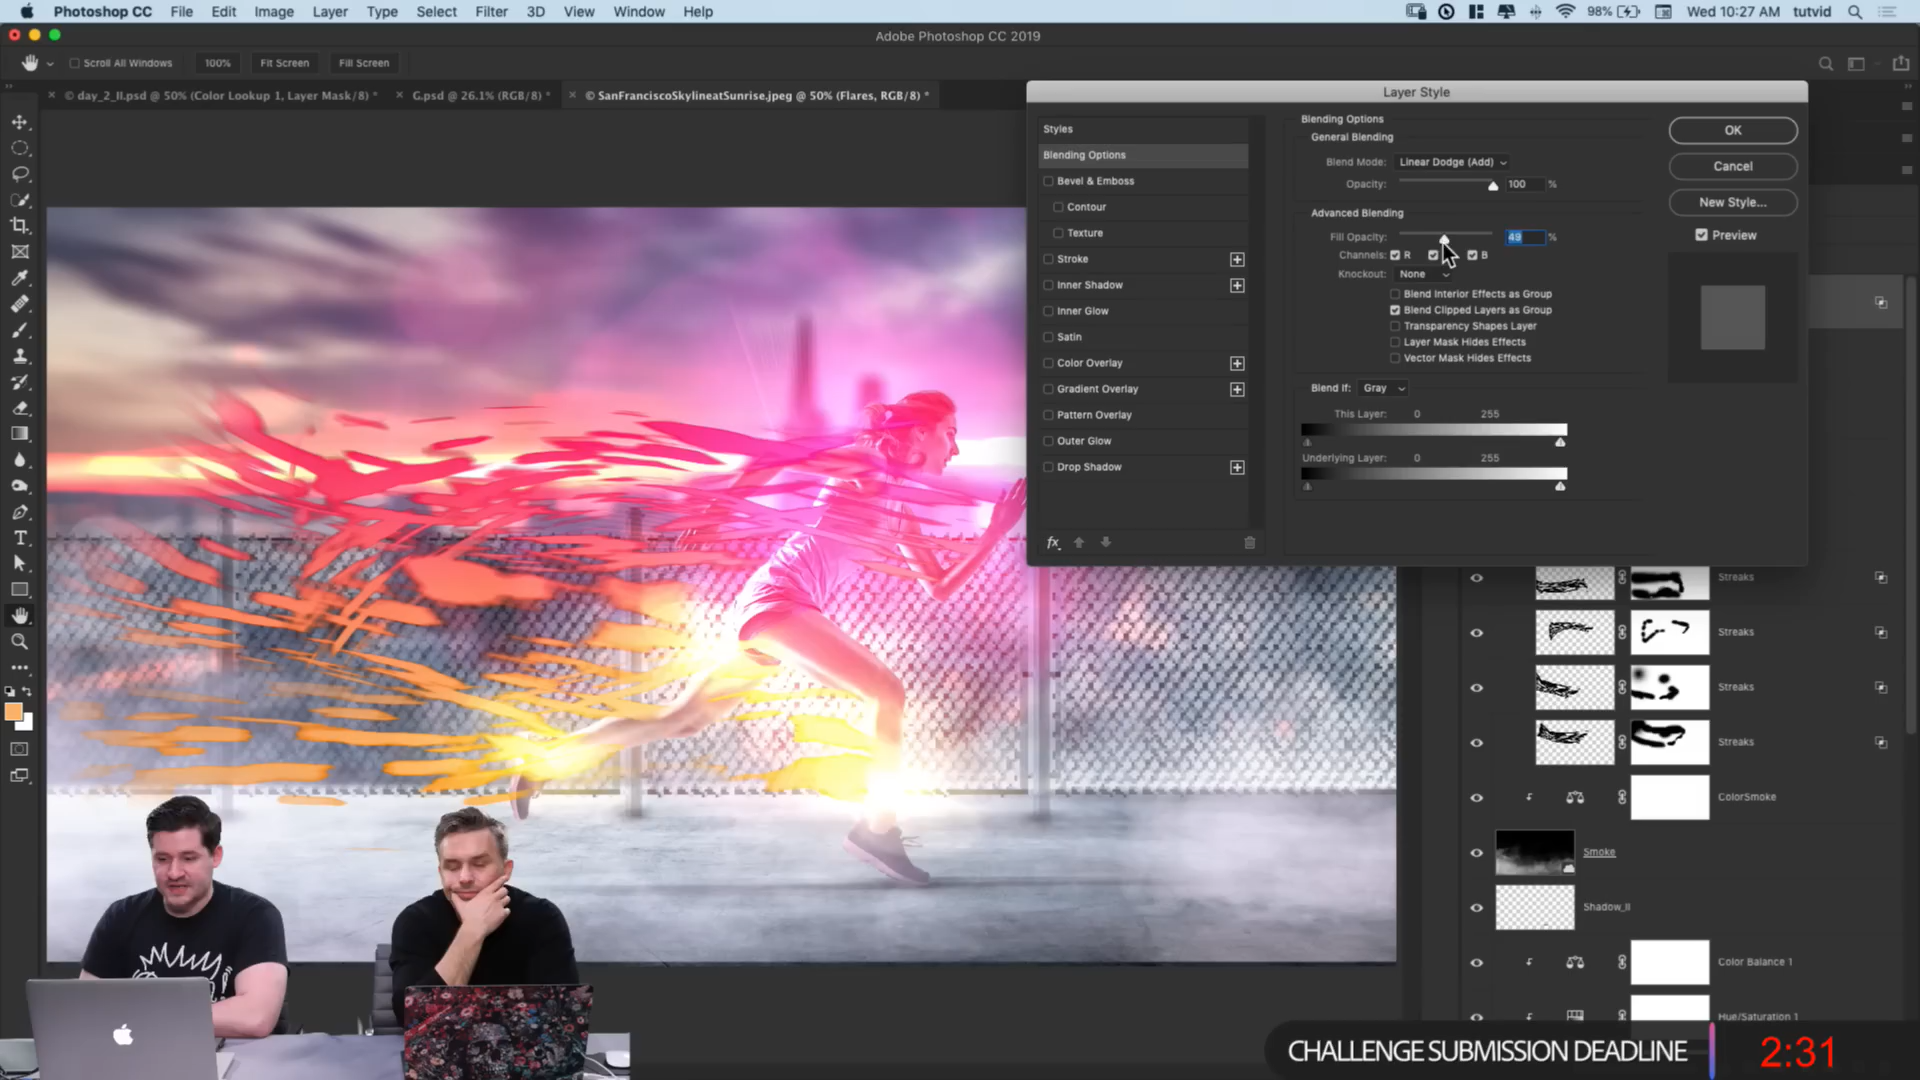 Photoshop CC File Edit Image Layer Type Select Filter 3D View Window Help
98% Wed 10:27 AM tutvid
Adobe Photoshop CC 2019
Scroll All Windows 100% Fit Screen Fill Screen
© day_2_II.psd @ 50% (Color Lookup 1, Layer Mask/8) *
G.psd @ 26.1% (RGB/8) *
© SanFranciscoSkylineatSunrise.jpeg @ 50% (Flares, RGB/8) *
Layer Style
Styles
Blending Options
Bevel & Emboss
Contour
Texture
Stroke
Inner Shadow
Inner Glow
Satin
Color Overlay
Gradient Overlay
Pattern Overlay
Outer Glow
Drop Shadow
fx
Blending Options
General Blending
Blend Mode: Linear Dodge (Add)
Opacity: 100 %
Advanced Blending
Fill Opacity: 49 %
Channels: R B
Knockout: None
Blend Interior Effects as Group
Blend Clipped Layers as Group
Transparency Shapes Layer
Layer Mask Hides Effects
Vector Mask Hides Effects
Blend If: Gray
This Layer: 0 255
Underlying Layer: 0 255
OK
Cancel
New Style...
Preview
Streaks
Streaks
Streaks
Streaks
ColorSmoke
Smoke
Shadow_II
Color Balance 1
Hue/Saturation 1
CHALLENGE SUBMISSION DEADLINE 2:31